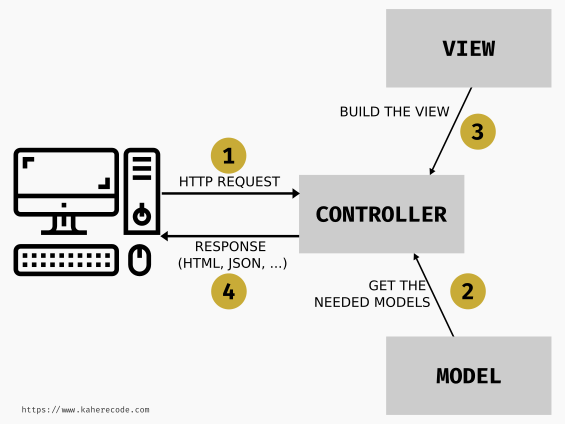 VIEW
BUILD THE VIEW
3
1
HTTP REQUEST
CONTROLLER
RESPONSE
(HTML, JSON, ...)
4
GET THE
NEEDED MODELS
2
MODEL
https://www.kaherecode.com